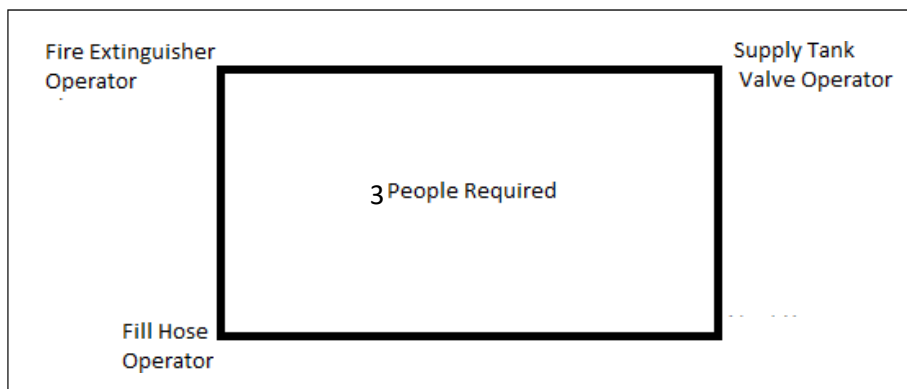 Fire Extinguisher
Operator
Supply Tank
Valve Operator
3 People Required
Fill Hose
Operator